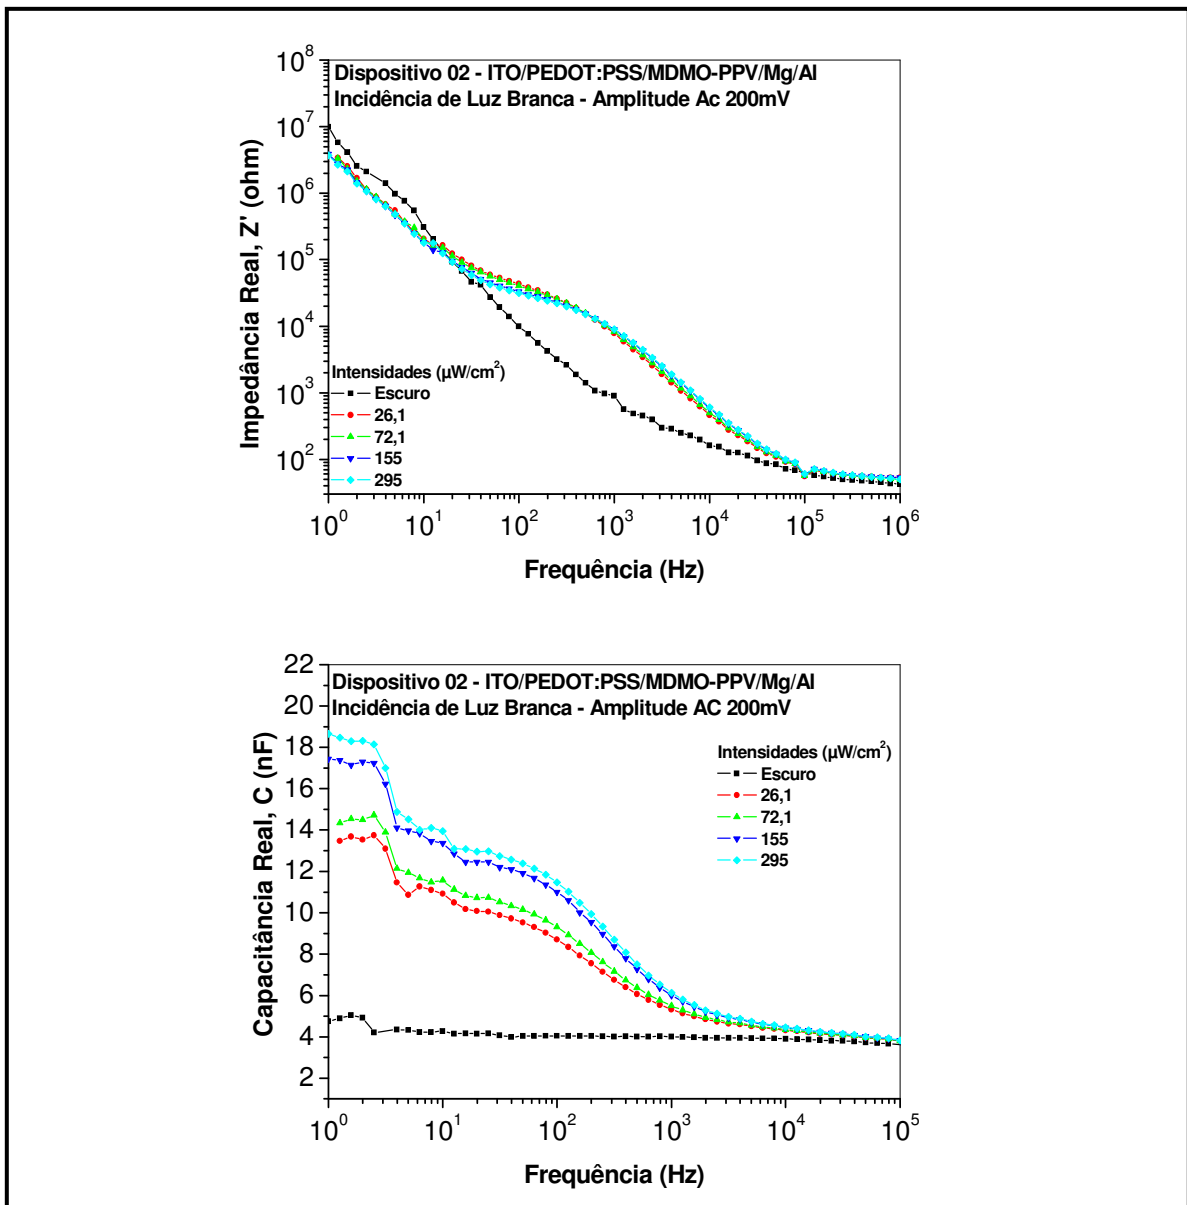 Dispositivo 02 - ITO/PEDOT:PSS/MDMO-PPV/Mg/Al
Incidência de Luz Branca - Amplitude Ac 200mV
Impedância Real, Z' (ohm)
10^8
10^7
10^6
10^5
10^4
10^3
10^2
Intensidades (µW/cm²)
Escuro
26,1
72,1
155
295
10^0 10^1 10^2 10^3 10^4 10^5 10^6
Frequência (Hz)
Dispositivo 02 - ITO/PEDOT:PSS/MDMO-PPV/Mg/Al
Incidência de Luz Branca - Amplitude AC 200mV
Capacitância Real, C (nF)
22
20
18
16
14
12
10
8
6
4
2
Intensidades (µW/cm²)
Escuro
26,1
72,1
155
295
10^0 10^1 10^2 10^3 10^4 10^5
Frequência (Hz)